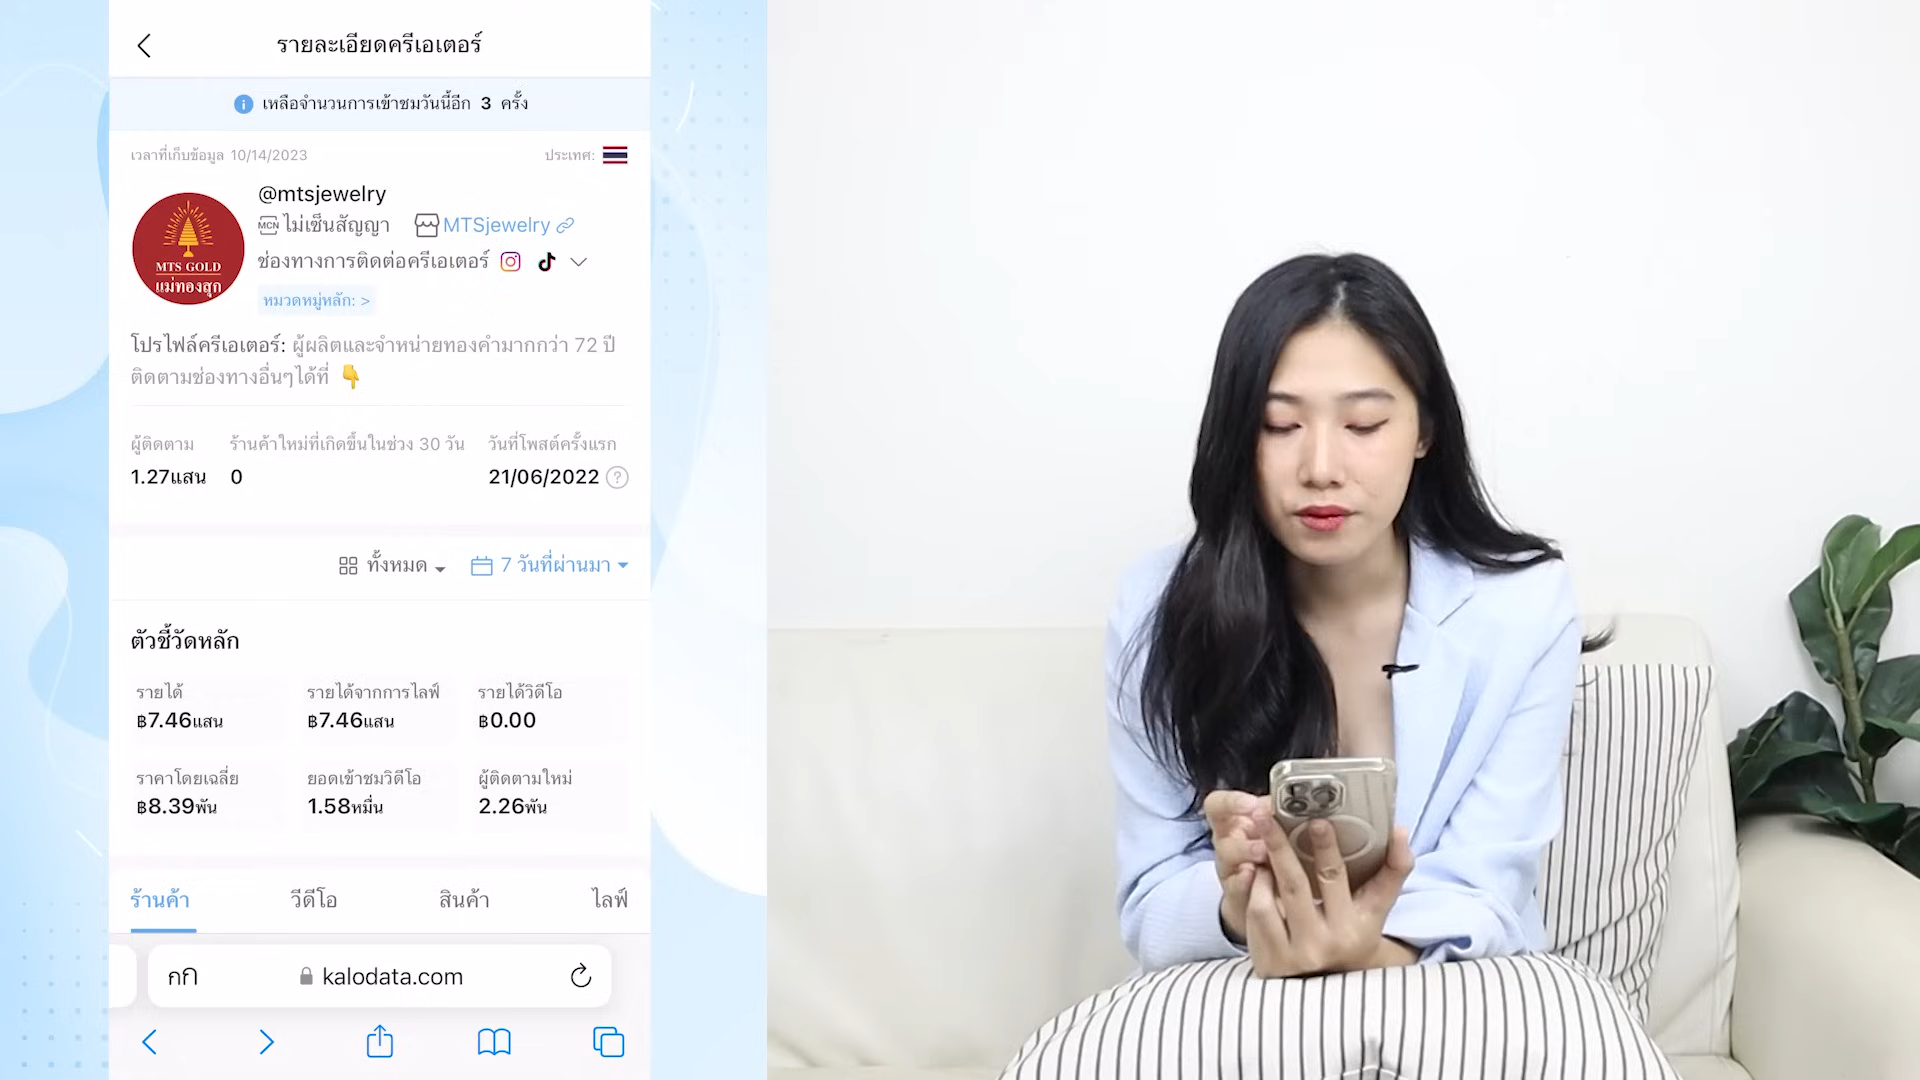 รายละเอียดครีเอเตอร์
เหลือจำนวนการเข้าชมวันนี้อีก 3 ครั้ง
เวลาที่เก็บข้อมูล 10/14/2023
ประเทศ:
@mtsjewelry
MCN ไม่เซ็นสัญญา MTSjewelry
ช่องทางการติดต่อครีเอเตอร์
หมวดหมู่หลัก: >
MTS GOLD
แม่ทองสุก
โปรไฟล์ครีเอเตอร์: ผู้ผลิตและจำหน่ายทองคำมากกว่า 72 ปี
ติดตามช่องทางอื่นๆได้ที่ 👇
ผู้ติดตาม ร้านค้าใหม่ที่เกิดขึ้นในช่วง 30 วัน วันที่โพสต์ครั้งแรก
1.27แสน 0 21/06/2022
ทั้งหมด 7 วันที่ผ่านมา
ตัวชี้วัดหลัก
รายได้ รายได้จากการไลฟ์ รายได้วิดีโอ
฿7.46แสน ฿7.46แสน ฿0.00
ราคาโดยเฉลี่ย ยอดเข้าชมวิดีโอ ผู้ติดตามใหม่
฿8.39พัน 1.58หมื่น 2.26พัน
ร้านค้า วีดีโอ สินค้า ไลฟ์
กก kalodata.com